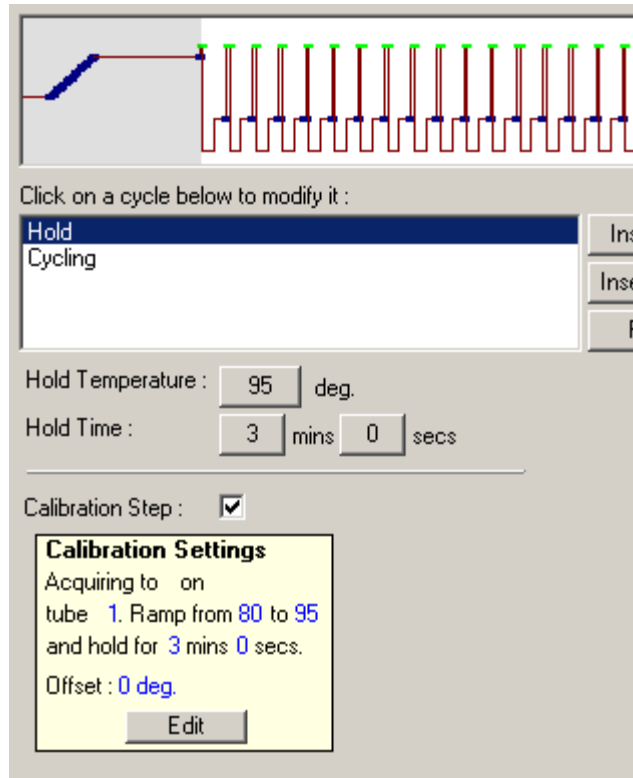 Click on a cycle below to modify it :
Hold
Cycling
Ins
Inse
Hold Temperature : 95 deg.
Hold Time : 3 mins 0 secs
Calibration Step :
Calibration Settings
Acquiring to on
tube 1. Ramp from 80 to 95
and hold for 3 mins 0 secs.
Offset : 0 deg.
Edit